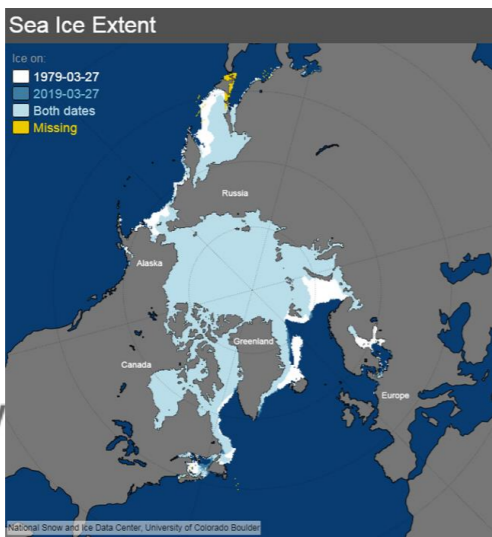 Sea Ice Extent
Ice on:
1979-03-27
2019-03-27
Both dates
Missing
Russia
Alaska
Greenland
Canada
Europe
National Snow and Ice Data Center, University of Colorado Boulder